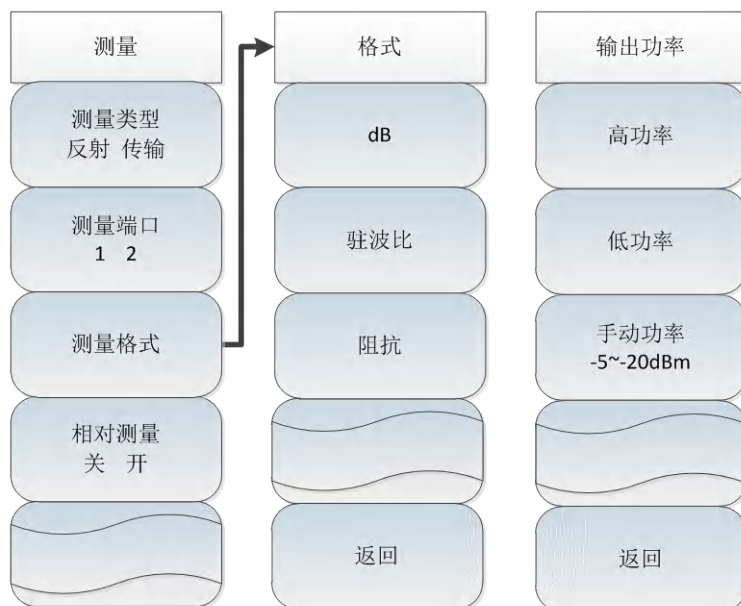 测量
测量类型
反射 传输
测量端口
1 2
测量格式
相对测量
关 开
格式
dB
驻波比
阻抗
返回
输出功率
高功率
低功率
手动功率
-5~-20dBm
返回